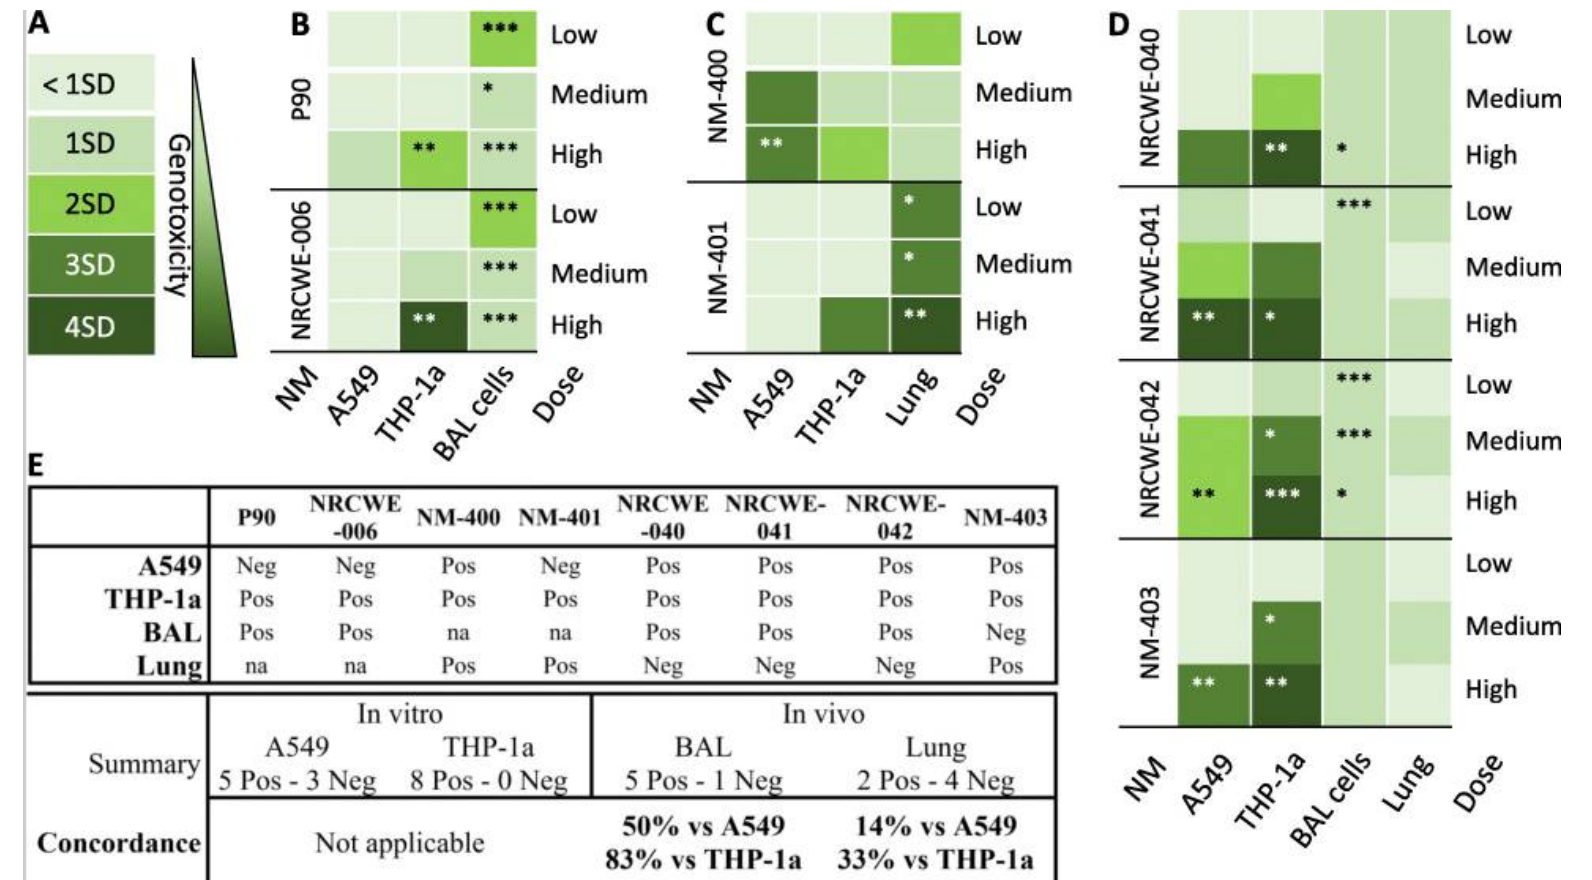 A
< 1SD
1SD
2SD
3SD
4SD
Genotoxicity
B
P90
*** Low
* Medium
** *** High
NRCWE-006
*** Low
*** Medium
** *** High
NM A549 THP-1a BAL cells Dose
C
NM-400
Low
Medium
** High
NM-401
* Low
* Medium
** High
NM A549 THP-1a Lung Dose
D
NRCWE-040
Low
Medium
** * High
NRCWE-041
*** Low
Medium
** * High
NRCWE-042
*** Low
* *** Medium
** *** * High
NM-403
Low
* Medium
** ** High
NM A549 THP-1a BAL cells Lung Dose
E
P90 NRCWE NM-400 NM-401 NRCWE NRCWE- NRCWE- NM-403
-006 -040 041 042
A549 Neg Neg Pos Neg Pos Pos Pos Pos
THP-1a Pos Pos Pos Pos Pos Pos Pos Pos
BAL Pos Pos na na Pos Pos Pos Neg
Lung na na Pos Pos Neg Neg Neg Pos
In vitro In vivo
Summary A549 THP-1a BAL Lung
5 Pos - 3 Neg 8 Pos - 0 Neg 5 Pos - 1 Neg 2 Pos - 4 Neg
Concordance Not applicable 50% vs A549 14% vs A549
83% vs THP-1a 33% vs THP-1a